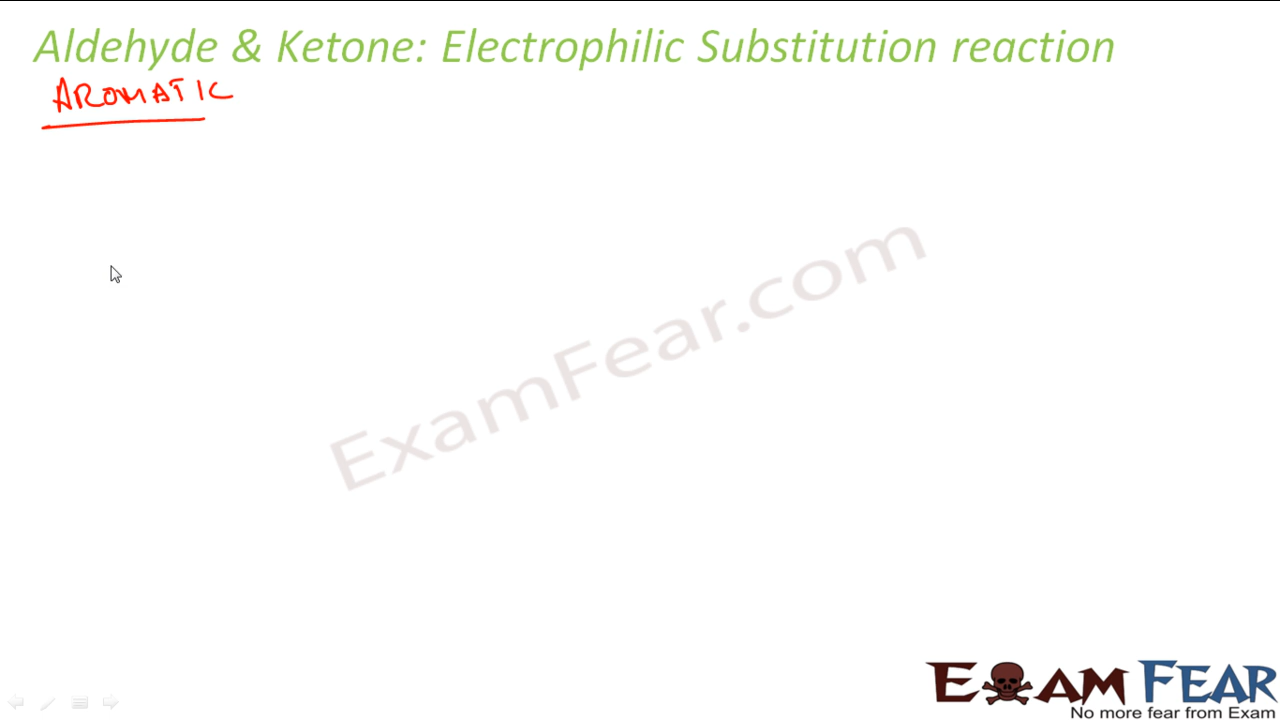 Aldehyde & Ketone: Electrophilic Substitution reaction
AROMATIC
ExamFear.com
EXAM FEAR
No more fear from Exam